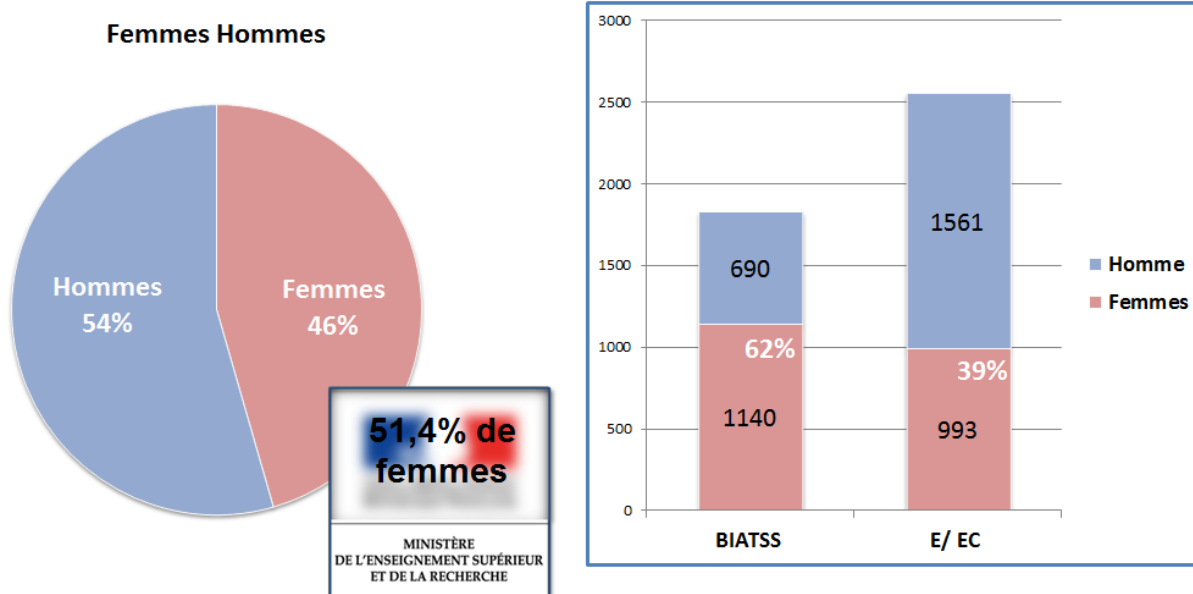 Femmes Hommes
Hommes
54%
Femmes
46%
51,4% de
femmes
MINISTÈRE
DE L'ENSEIGNEMENT SUPÉRIEUR
ET DE LA RECHERCHE
3000
2500
2000
1500
1000
500
0
690
62%
1140
1561
39%
993
BIATSS
E/ EC
Homme
Femmes